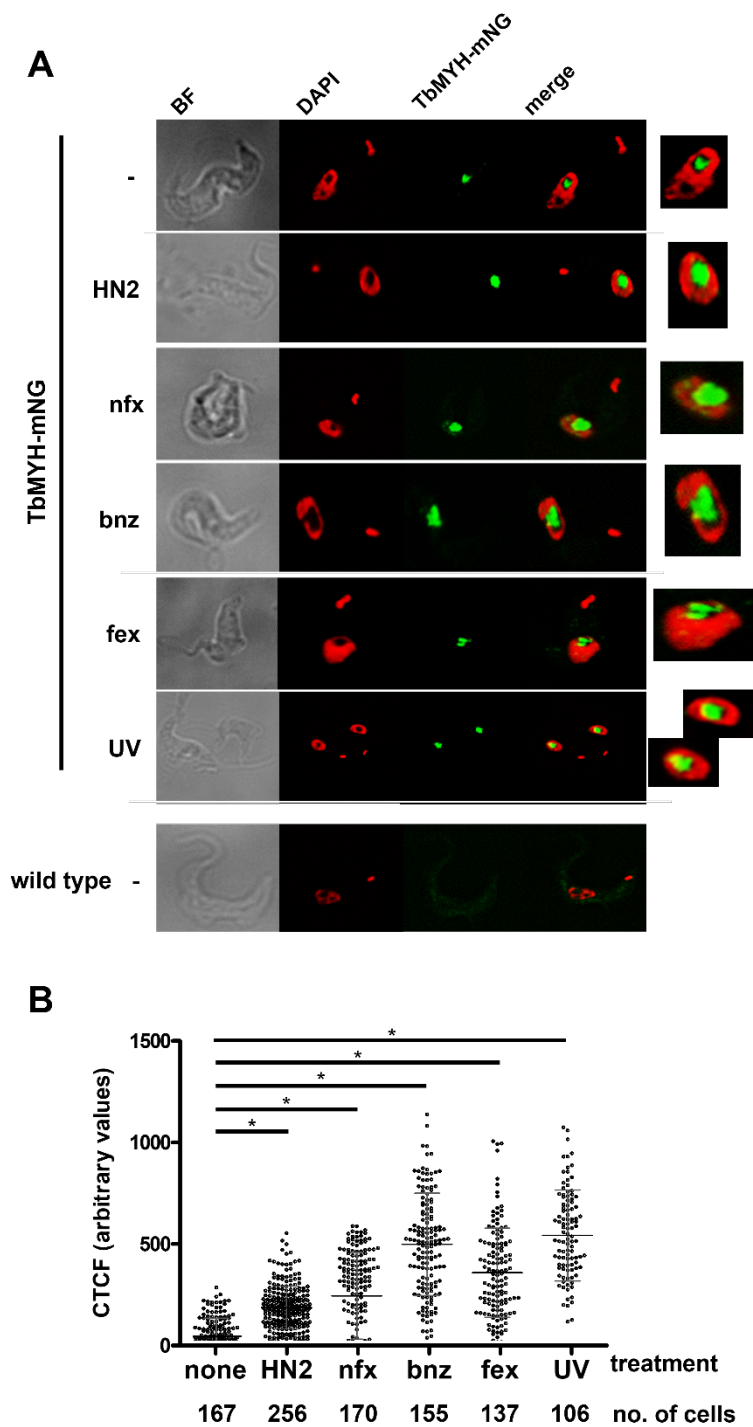 A
BF DAPI TbMYH-mNG merge
TbMYH-mNG
-
HN2
nfx
bnz
fex
UV
wild type -
B
CTCF (arbitrary values)
1500
1000
500
0
*
*
*
*
*
none HN2 nfx bnz fex UV treatment
167 256 170 155 137 106 no. of cells